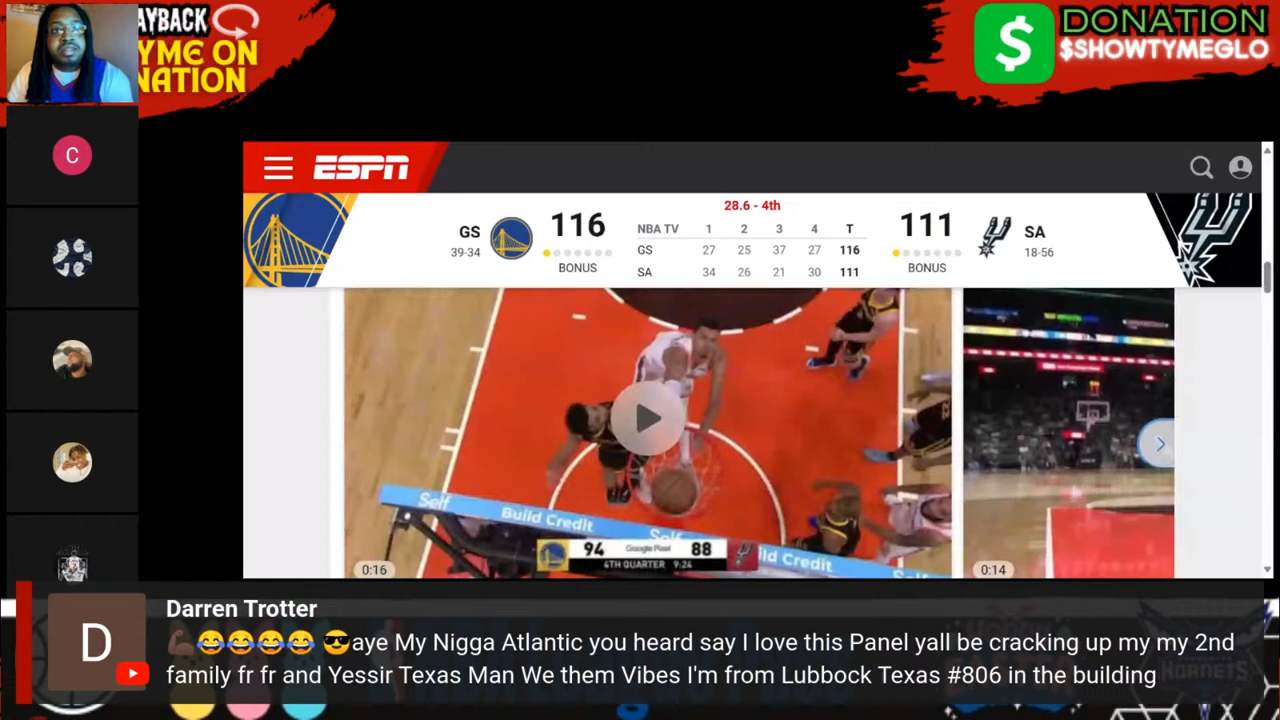 AYBACK
YME ON
NATION
DONATION
$SHOWTYMEGLO
C
ESPN
28.6 - 4th
GS
39-34
116
BONUS
NBA TV 1 2 3 4 T
GS 27 25 37 27 116
SA 34 26 21 30 111
111
BONUS
SA
18-56
Self
Build Credit
Self
ild Credit
94 Google Pixel 88
4TH QUARTER 9:24
0:16
0:14
D
Darren Trotter
💪😂😂😂😂 😎aye My Nigga Atlantic you heard say I love this Panel yall be cracking up my my 2nd
family fr fr and Yessir Texas Man We them Vibes I'm from Lubbock Texas #806 in the building
HORNETS